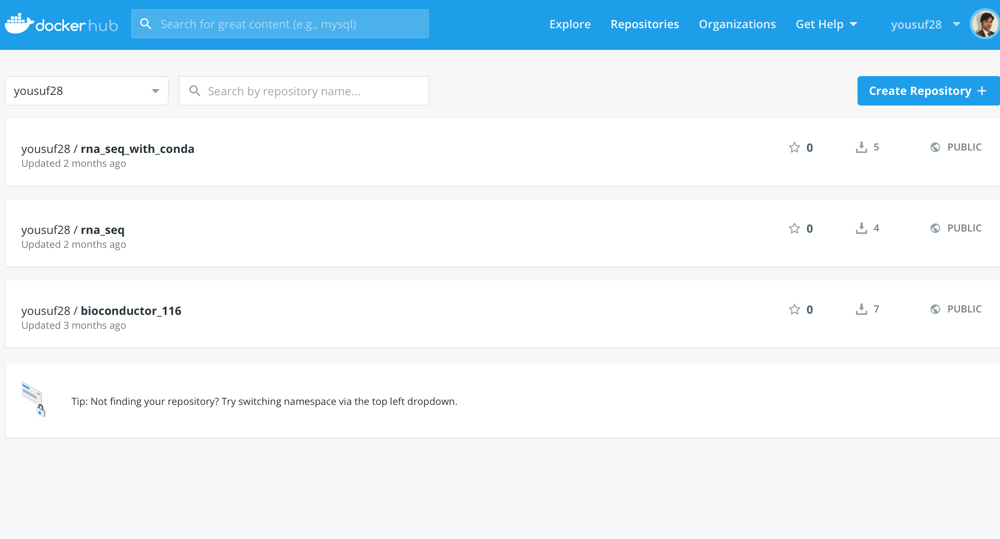 docker hub
Search for great content (e.g., mysql)
Explore
Repositories
Organizations
Get Help
yousuf28
yousuf28
Search by repository name...
Create Repository +
yousuf28 / rna_seq_with_conda
0
5
PUBLIC
Updated 2 months ago
yousuf28 / rna_seq
0
4
PUBLIC
Updated 2 months ago
yousuf28 / bioconductor_116
0
7
PUBLIC
Updated 3 months ago
Tip: Not finding your repository? Try switching namespace via the top left dropdown.